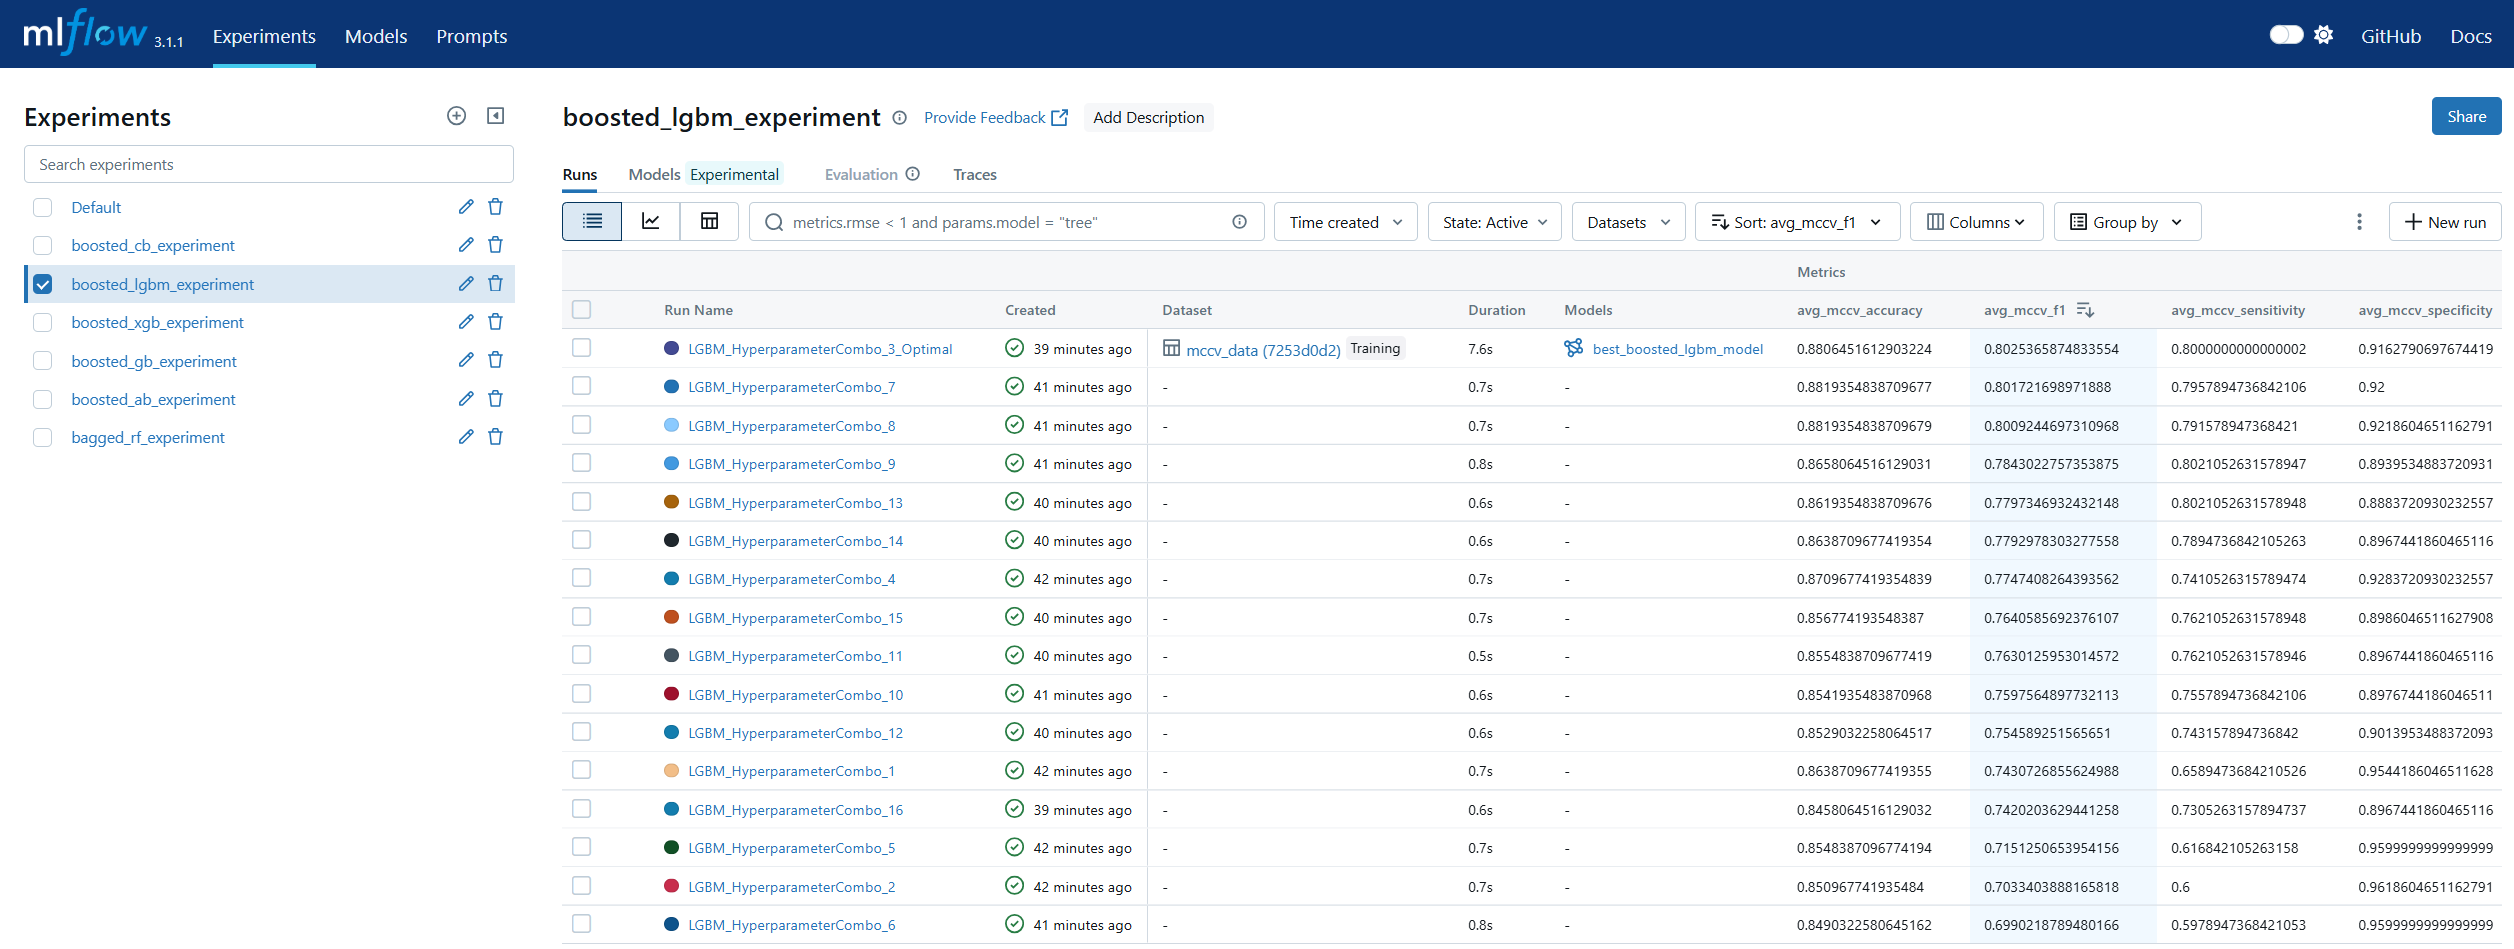 mlflow 3.1.1 Experiments Models Prompts GitHub Docs
Experiments
Search experiments
Default
boosted_cb_experiment
boosted_lgbm_experiment
boosted_xgb_experiment
boosted_gb_experiment
boosted_ab_experiment
bagged_rf_experiment
boosted_lgbm_experiment Provide Feedback Add Description Share
Runs Models Experimental Evaluation Traces
metrics.rmse < 1 and params.model = "tree" Time created State: Active Datasets Sort: avg_mccv_f1 Columns Group by New run
Metrics
Run Name Created Dataset Duration Models avg_mccv_accuracy avg_mccv_f1 avg_mccv_sensitivity avg_mccv_specificity
LGBM_HyperparameterCombo_3_Optimal 39 minutes ago mccv_data (7253d0d2) Training 7.6s best_boosted_lgbm_model 0.8806451612903224 0.8025365874833554 0.8000000000000002 0.9162790697674419
LGBM_HyperparameterCombo_7 41 minutes ago - 0.7s - 0.8819354838709677 0.801721698971888 0.7957894736842106 0.92
LGBM_HyperparameterCombo_8 41 minutes ago - 0.7s - 0.8819354838709679 0.8009244697310968 0.791578947368421 0.9218604651162791
LGBM_HyperparameterCombo_9 41 minutes ago - 0.8s - 0.8658064516129031 0.7843022757353875 0.8021052631578947 0.8939534883720931
LGBM_HyperparameterCombo_13 40 minutes ago - 0.6s - 0.8619354838709676 0.7797346932432148 0.8021052631578948 0.8883720930232557
LGBM_HyperparameterCombo_14 40 minutes ago - 0.6s - 0.8638709677419354 0.7792978303277558 0.7894736842105263 0.8967441860465116
LGBM_HyperparameterCombo_4 42 minutes ago - 0.7s - 0.8709677419354839 0.7747408264393562 0.7410526315789474 0.9283720930232557
LGBM_HyperparameterCombo_15 40 minutes ago - 0.7s - 0.856774193548387 0.7640585692376107 0.7621052631578948 0.8986046511627908
LGBM_HyperparameterCombo_11 40 minutes ago - 0.5s - 0.8554838709677419 0.7630125953014572 0.7621052631578946 0.8967441860465116
LGBM_HyperparameterCombo_10 41 minutes ago - 0.6s - 0.8541935483870968 0.7597564897732113 0.7557894736842106 0.8976744186046511
LGBM_HyperparameterCombo_12 40 minutes ago - 0.6s - 0.8529032258064517 0.754589251565651 0.743157894736842 0.9013953488372093
LGBM_HyperparameterCombo_1 42 minutes ago - 0.7s - 0.8638709677419355 0.7430726855624988 0.6589473684210526 0.9544186046511628
LGBM_HyperparameterCombo_16 39 minutes ago - 0.6s - 0.8458064516129032 0.7420203629441258 0.7305263157894737 0.8967441860465116
LGBM_HyperparameterCombo_5 42 minutes ago - 0.7s - 0.8548387096774194 0.7151250653954156 0.616842105263158 0.9599999999999999
LGBM_HyperparameterCombo_2 42 minutes ago - 0.7s - 0.850967741935484 0.7033403888165818 0.6 0.9618604651162791
LGBM_HyperparameterCombo_6 41 minutes ago - 0.8s - 0.8490322580645162 0.6990218789480166 0.5978947368421053 0.9599999999999999